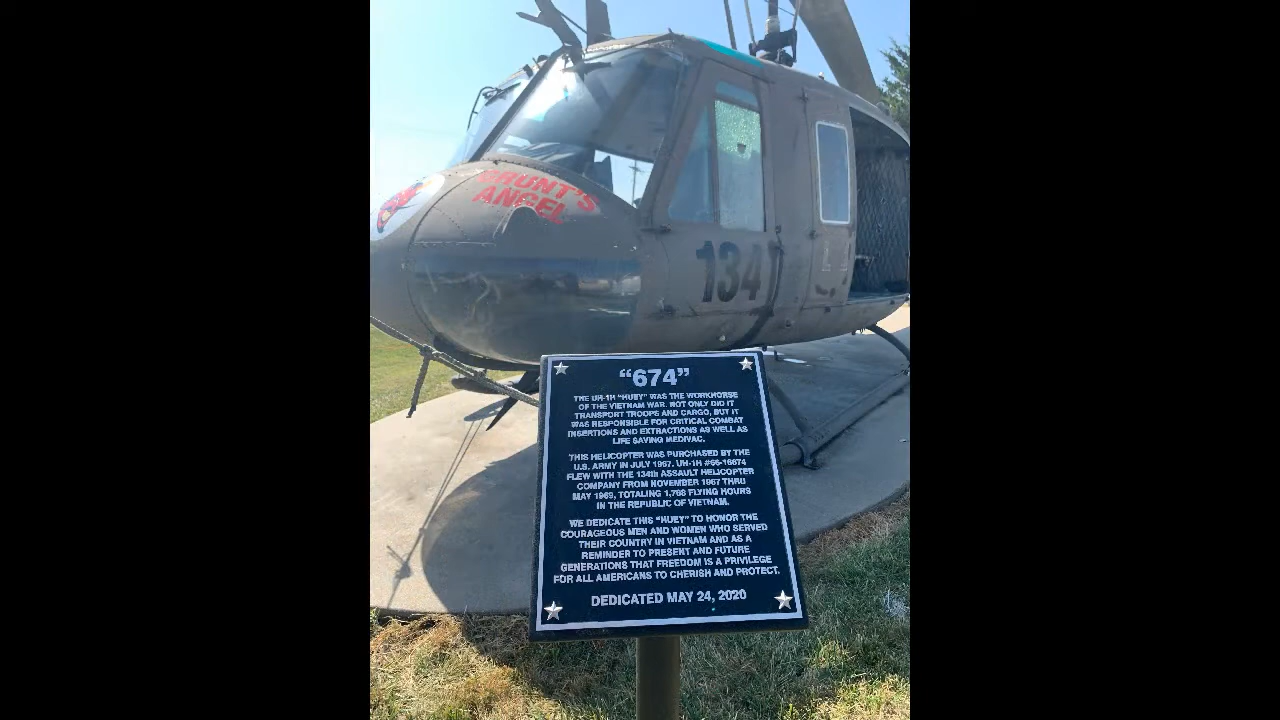 GRUNT'S
ANGEL
134
"674"
THE UH-1H "HUEY" WAS THE WORKHORSE
OF THE VIETNAM WAR. NOT ONLY DID IT
TRANSPORT TROOPS AND CARGO, BUT IT
WAS RESPONSIBLE FOR CRITICAL COMBAT
INSERTIONS AND EXTRACTIONS AS WELL AS
LIFE SAVING MEDIVAC.
THIS HELICOPTER WAS PURCHASED BY THE
U.S. ARMY IN JULY 1967. UH-1H #66-16674
FLEW WITH THE 134th ASSAULT HELICOPTER
COMPANY FROM NOVEMBER 1967 THRU
MAY 1969, TOTALING 1,768 FLYING HOURS
IN THE REPUBLIC OF VIETNAM.
WE DEDICATE THIS "HUEY" TO HONOR THE
COURAGEOUS MEN AND WOMEN WHO SERVED
THEIR COUNTRY IN VIETNAM AND AS A
REMINDER TO PRESENT AND FUTURE
GENERATIONS THAT FREEDOM IS A PRIVILEGE
FOR ALL AMERICANS TO CHERISH AND PROTECT.
DEDICATED MAY 24, 2020